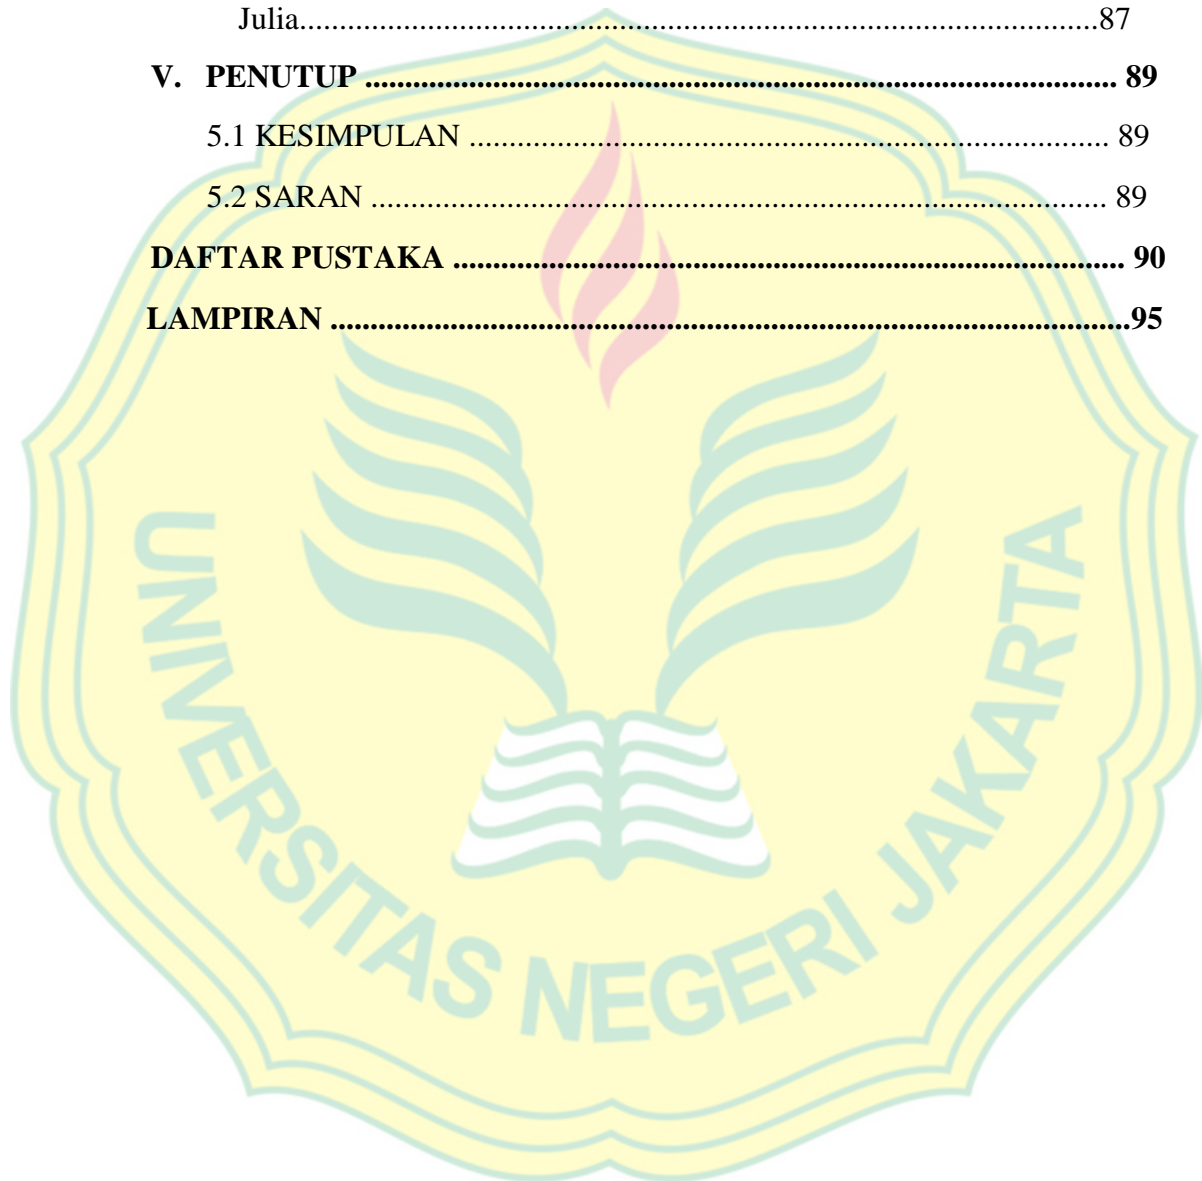 Julia....................................................................................................87
V. PENUTUP ............................................................................................... 89
5.1 KESIMPULAN ................................................................................ 89
5.2 SARAN ............................................................................................ 89
DAFTAR PUSTAKA .................................................................................... 90
LAMPIRAN ....................................................................................................95
UNIVERSITAS NEGERI JAKARTA